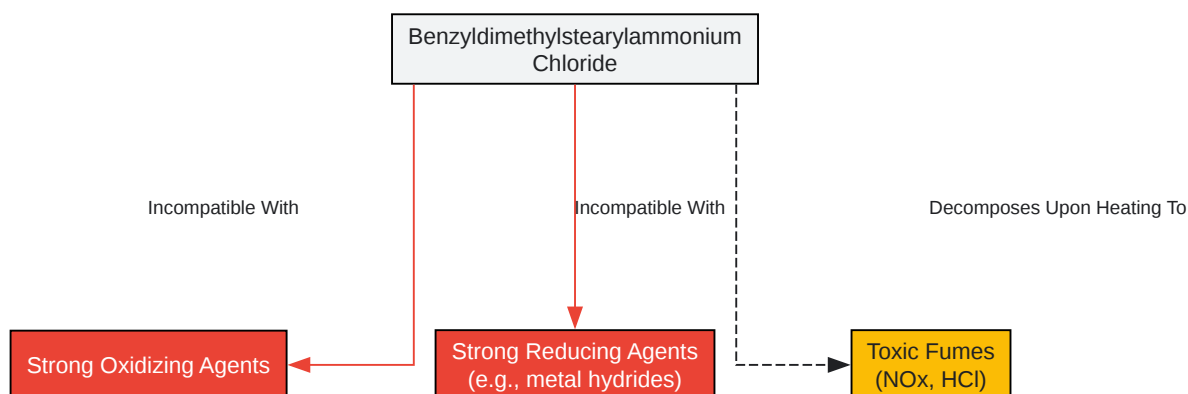 Benzyldimethylstearylammonium
Chloride
Incompatible With
Incompatible With
Decomposes Upon Heating To
Strong Oxidizing Agents
Strong Reducing Agents
(e.g., metal hydrides)
Toxic Fumes
(NOx, HCl)